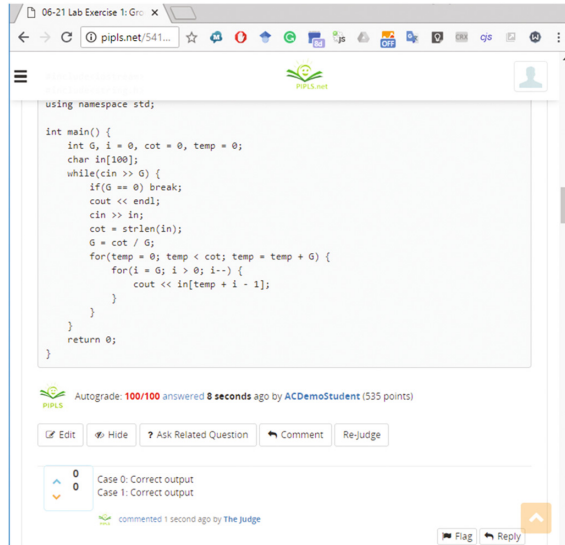 06-21 Lab Exercise 1: Gro
pipls.net/541...
PIPLS.net
using namespace std;
int main() {
int G, i = 0, cot = 0, temp = 0;
char in[100];
while(cin >> G) {
if(G == 0) break;
cout << endl;
cin >> in;
cot = strlen(in);
G = cot / G;
for(temp = 0; temp < cot; temp = temp + G) {
for(i = G; i > 0; i--) {
cout << in[temp + i - 1];
}
}
}
return 0;
}
PIPLS
Autograde: 100/100 answered 8 seconds ago by ACDemoStudent (535 points)
Edit Hide ? Ask Related Question Comment Re-Judge
0
0
Case 0: Correct output
Case 1: Correct output
commented 1 second ago by The Judge
Flag Reply